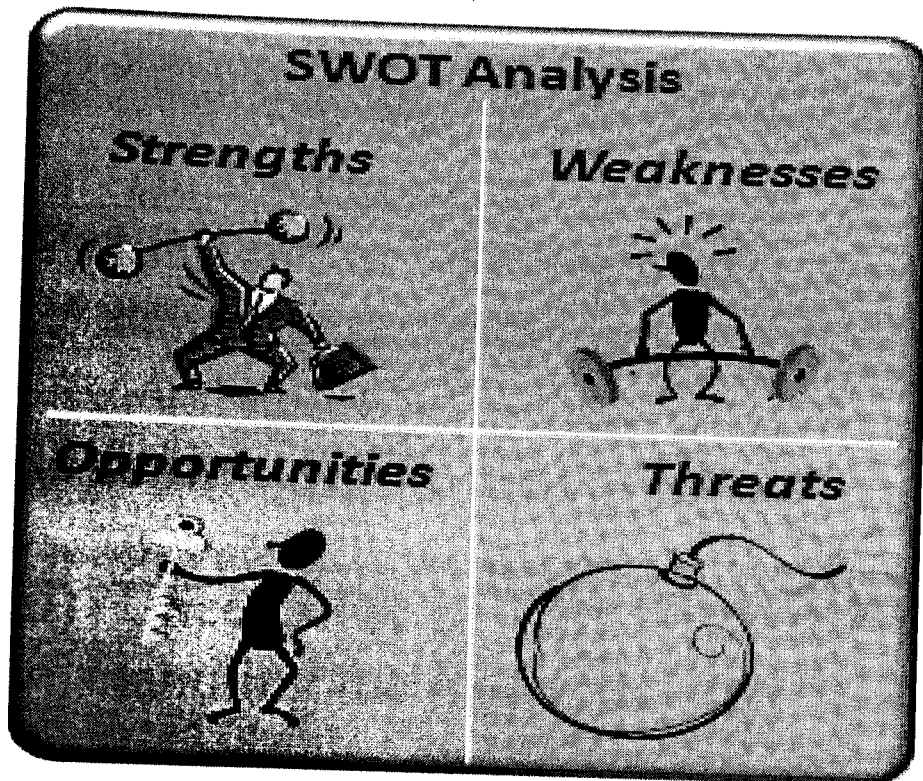 SWOT Analysis
Strengths
Weaknesses
Opportunities
Threats